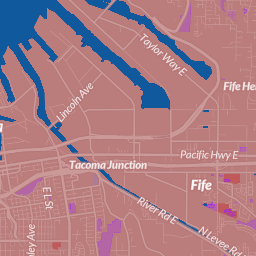 Taylor Way E
Lincoln Ave
Fife He
Pacific Hwy E
Tacoma Junction
Fife
E L St
River Rd E
N Levee Rd
ley Ave